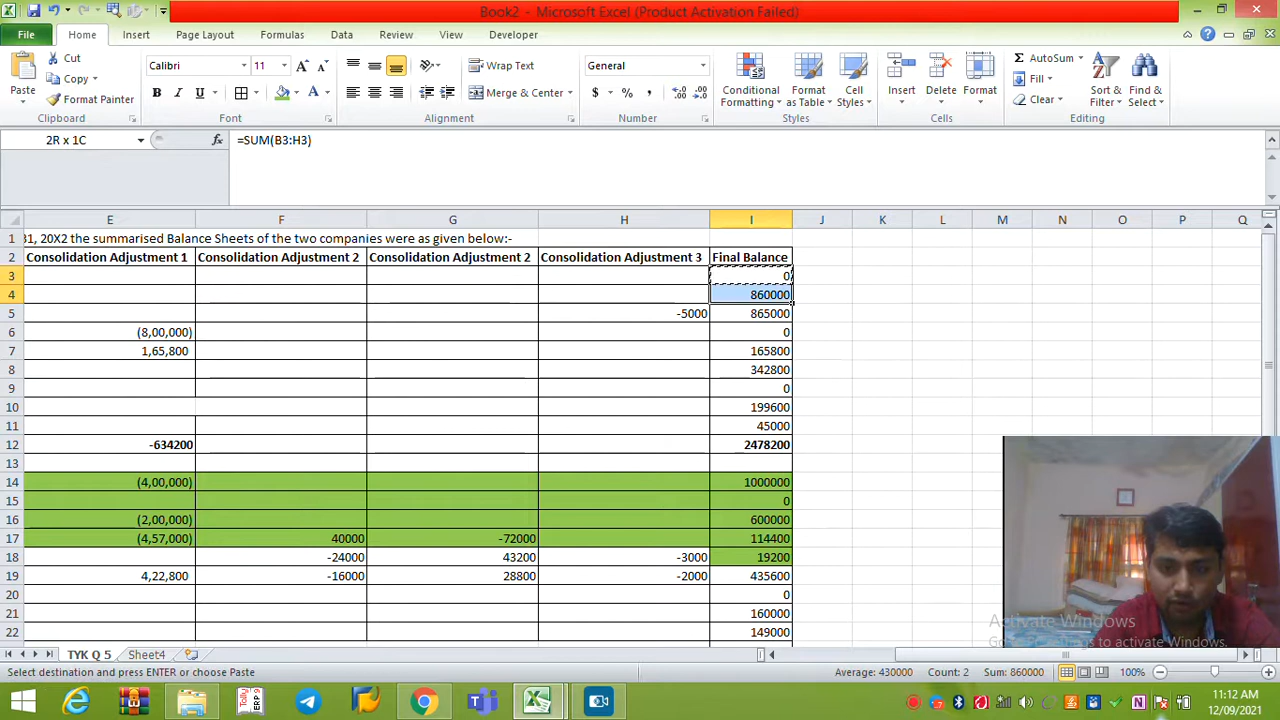 Book2 - Microsoft Excel (Product Activation Failed)
File Home Insert Page Layout Formulas Data Review View Developer
Paste Cut Copy Format Painter Clipboard
Calibri 11 A A B I U A Font
Wrap Text Merge & Center Alignment
General $ % , Number
Conditional Formatting Format as Table Cell Styles Styles
Insert Delete Format Cells
Σ AutoSum Fill Clear Sort & Filter Find & Select Editing
2R x 1C fx =SUM(B3:H3)
E F G H I J K L M N O P Q
1 31, 20X2 the summarised Balance Sheets of the two companies were as given below:-
2 Consolidation Adjustment 1 Consolidation Adjustment 2 Consolidation Adjustment 2 Consolidation Adjustment 3 Final Balance
3 0
4 860000
5 -5000 865000
6 (8,00,000) 0
7 1,65,800 165800
8 342800
9 0
10 199600
11 45000
12 -634200 2478200
13
14 (4,00,000) 1000000
15 0
16 (2,00,000) 600000
17 (4,57,000) 40000 -72000 114400
18 -24000 43200 -3000 19200
19 4,22,800 -16000 28800 -2000 435600
20 0
21 160000
22 149000
Activate Windows
TYK Q 5 Sheet4
Select destination and press ENTER or choose Paste Average: 430000 Count: 2 Sum: 860000 100%
11:12 AM
12/09/2021